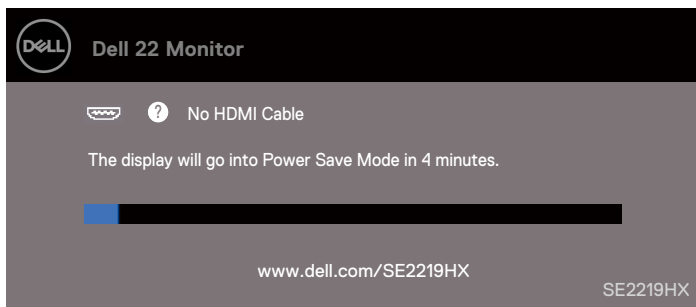 DELL
Dell 22 Monitor
? No HDMI Cable
The display will go into Power Save Mode in 4 minutes.
www.dell.com/SE2219HX
SE2219HX